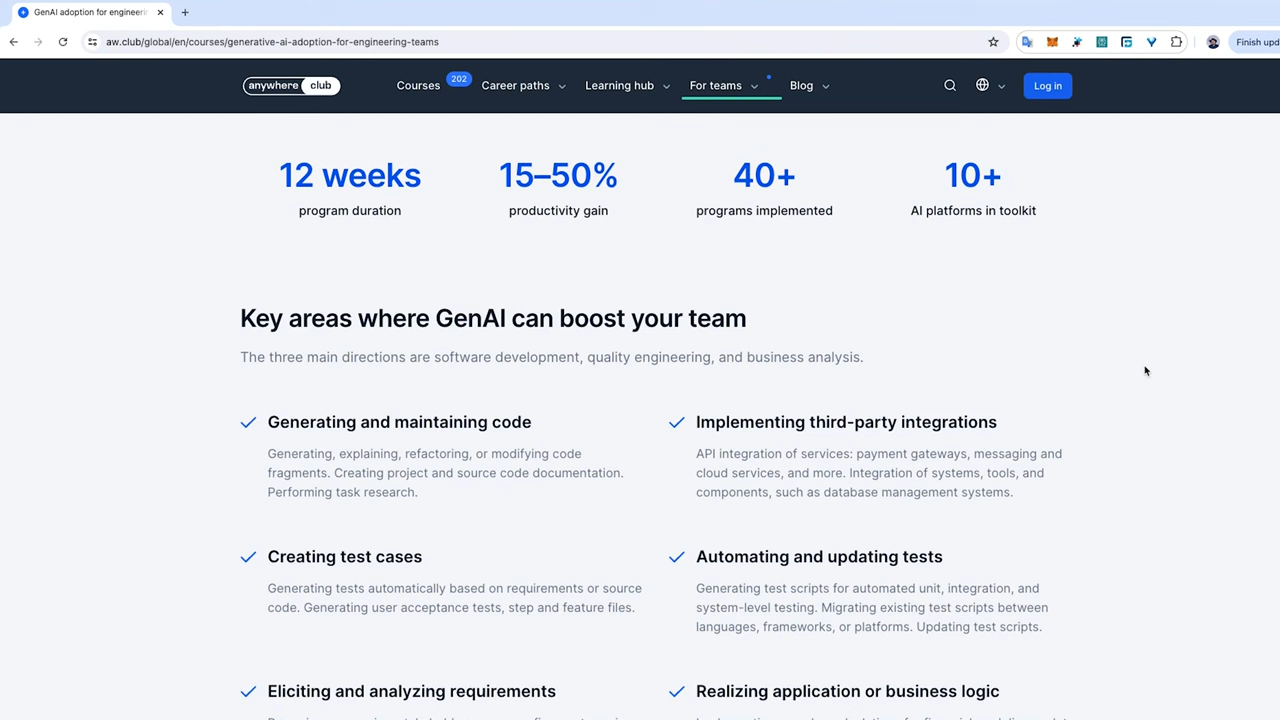 GenAI adoption for engineerin
aw.club/global/en/courses/generative-ai-adoption-for-engineering-teams
Finish upd
anywhere club
Courses 202 Career paths Learning hub For teams Blog Log in
12 weeks 15–50% 40+ 10+
program duration productivity gain programs implemented AI platforms in toolkit
Key areas where GenAI can boost your team
The three main directions are software development, quality engineering, and business analysis.
Generating and maintaining code
Generating, explaining, refactoring, or modifying code
fragments. Creating project and source code documentation.
Performing task research.
Implementing third-party integrations
API integration of services: payment gateways, messaging and
cloud services, and more. Integration of systems, tools, and
components, such as database management systems.
Creating test cases
Generating tests automatically based on requirements or source
code. Generating user acceptance tests, step and feature files.
Automating and updating tests
Generating test scripts for automated unit, integration, and
system-level testing. Migrating existing test scripts between
languages, frameworks, or platforms. Updating test scripts.
Eliciting and analyzing requirements
Realizing application or business logic